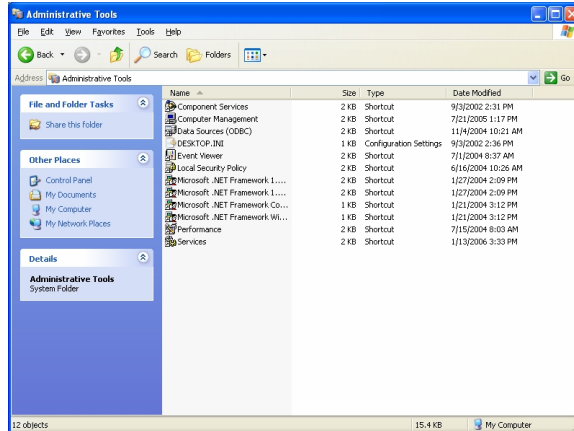 Administrative Tools
File Edit View Favorites Tools Help
Back Search Folders
Address Administrative Tools Go
File and Folder Tasks
Share this folder
Other Places
Control Panel
My Documents
My Computer
My Network Places
Details
Administrative Tools
System Folder
Name Size Type Date Modified
Component Services 2 KB Shortcut 9/3/2002 2:31 PM
Computer Management 2 KB Shortcut 7/21/2005 1:17 PM
Data Sources (ODBC) 2 KB Shortcut 11/4/2004 10:21 AM
DESKTOP.INI 1 KB Configuration Settings 9/3/2002 2:36 PM
Event Viewer 2 KB Shortcut 7/1/2004 8:37 AM
Local Security Policy 2 KB Shortcut 6/16/2004 10:26 AM
Microsoft .NET Framework 1.... 2 KB Shortcut 1/27/2004 2:09 PM
Microsoft .NET Framework 1.... 2 KB Shortcut 1/27/2004 2:09 PM
Microsoft .NET Framework Co... 1 KB Shortcut 1/21/2004 3:12 PM
Microsoft .NET Framework Wi... 1 KB Shortcut 1/21/2004 3:12 PM
Performance 2 KB Shortcut 7/15/2004 8:03 AM
Services 2 KB Shortcut 1/13/2006 3:33 PM
12 objects 15.4 KB My Computer